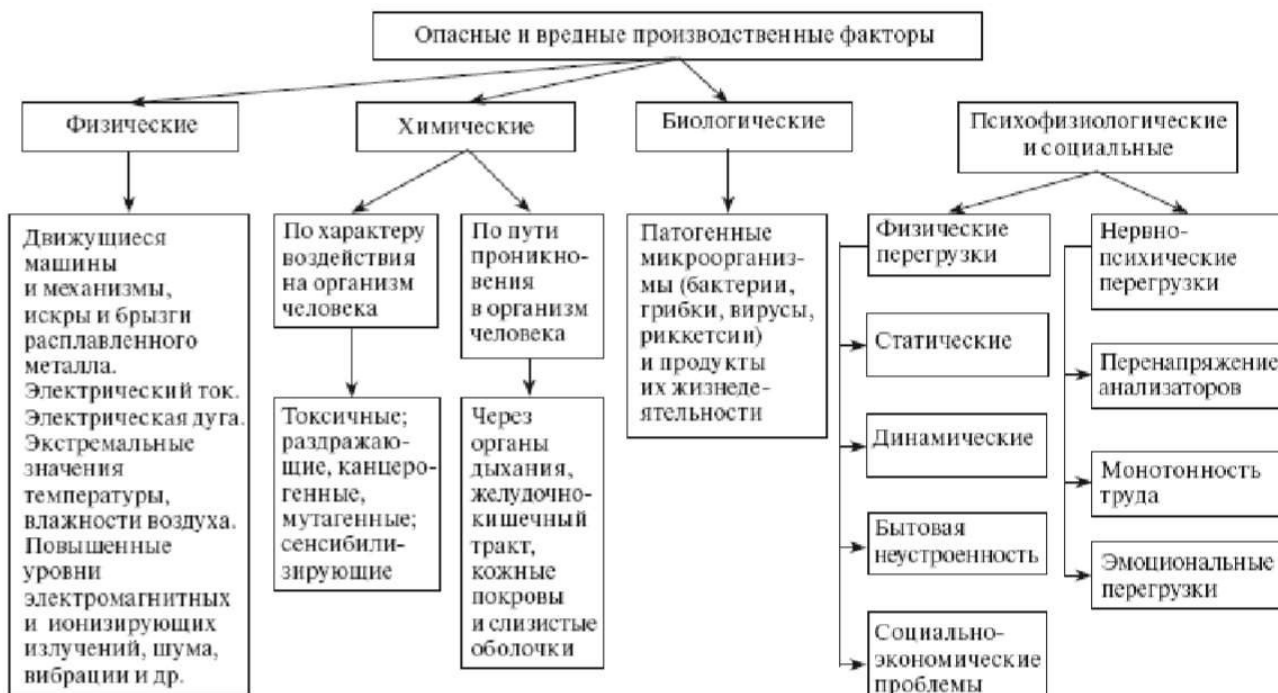 Опасные и вредные производственные факторы
Физические
Химические
Биологические
Психофизиологические
и социальные
Движущиеся
машины
и механизмы,
искры и брызги
расплавленного
металла.
Электрический ток.
Электрическая дуга.
Экстремальные
значения
температуры,
влажности воздуха.
Повышенные
уровни
электромагнитных
и ионизирующих
излучений, шума,
вибрации и др.
По характеру
воздействия
на организм
человека
Токсичные;
раздражаю-
щие, канцеро-
генные,
мутагенные;
сенсибили-
зирующие
По пути
проникно-
вения
в организм
человека
Через
органы
дыхания,
желудочно-
кишечный
тракт,
кожные
покровы
и слизистые
оболочки
Патогенные
микрооргaниз-
мы (бактерии,
грибки, вирусы,
риккетсии)
и продукты
их жизнеде-
ятельности
Физические
перегрузки
Статические
Динамические
Бытовая
неустроенность
Социально-
экономические
проблемы
Нервно-
психические
перегрузки
Перенапряжение
анализаторов
Монотонность
труда
Эмоциональные
перегрузки